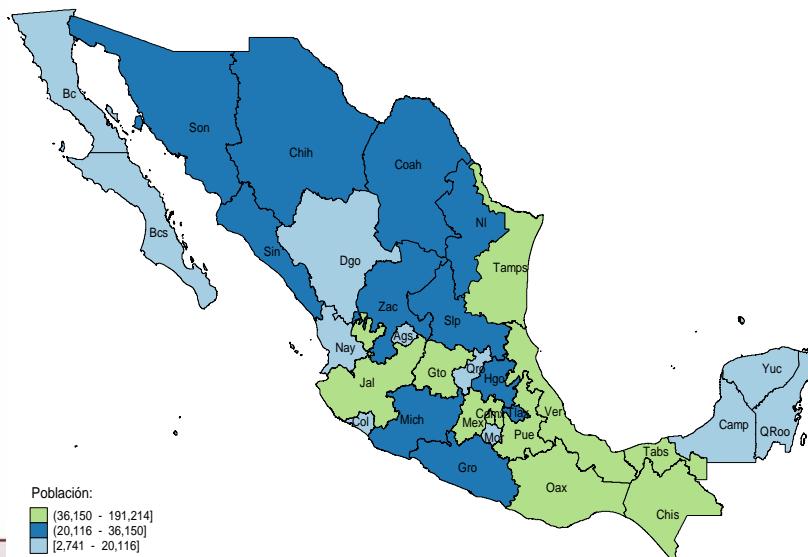 Bc
Son
Chih
Coah
Bcs
Nl
Sin
Dgo
Tamps
Zac
Slp
Nay
Ags
Qro
Hgo
Jal
Gto
Yuc
Col
Mich
Mex
Cdmx
Tlax
Ver
Camp
QRoo
Mor
Pue
Gro
Tabs
Oax
Chis
Población:
(36,150 - 191,214]
(20,116 - 36,150]
[2,741 - 20,116]